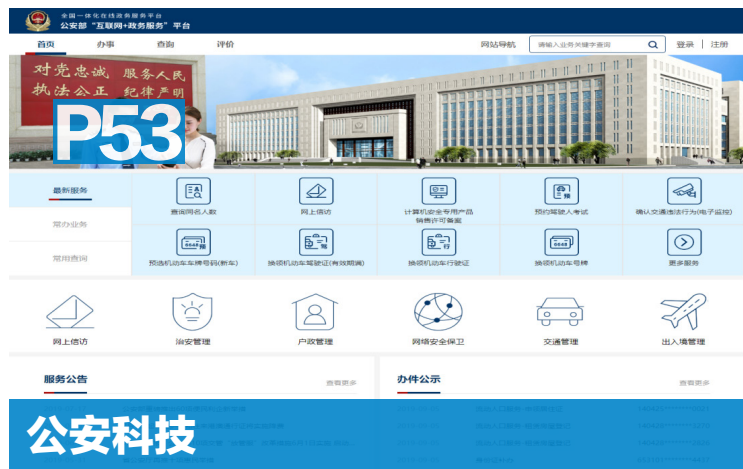 全国一体化在线政务服务平台
公安部“互联网+政务服务”平台
首页 办事 查询 评价 网站导航 请输入业务关键字查询 登录 | 注册
对党忠诚 服务人民
执法公正 纪律严明
P53
最新服务
常办业务
常用查询
查询同名人数 网上信访 计算机安全专用产品销售许可备案 预约驾驶人考试 确认交通违法行为(电子监控)
预选机动车车牌号码(新车) 换领机动车驾驶证(有效期满) 换领机动车行驶证 换领机动车号牌 更多服务
网上信访 治安管理 户政管理 网络安全保卫 交通管理 出入境管理
服务公告 查看更多 办件公示 查看更多
公安科技